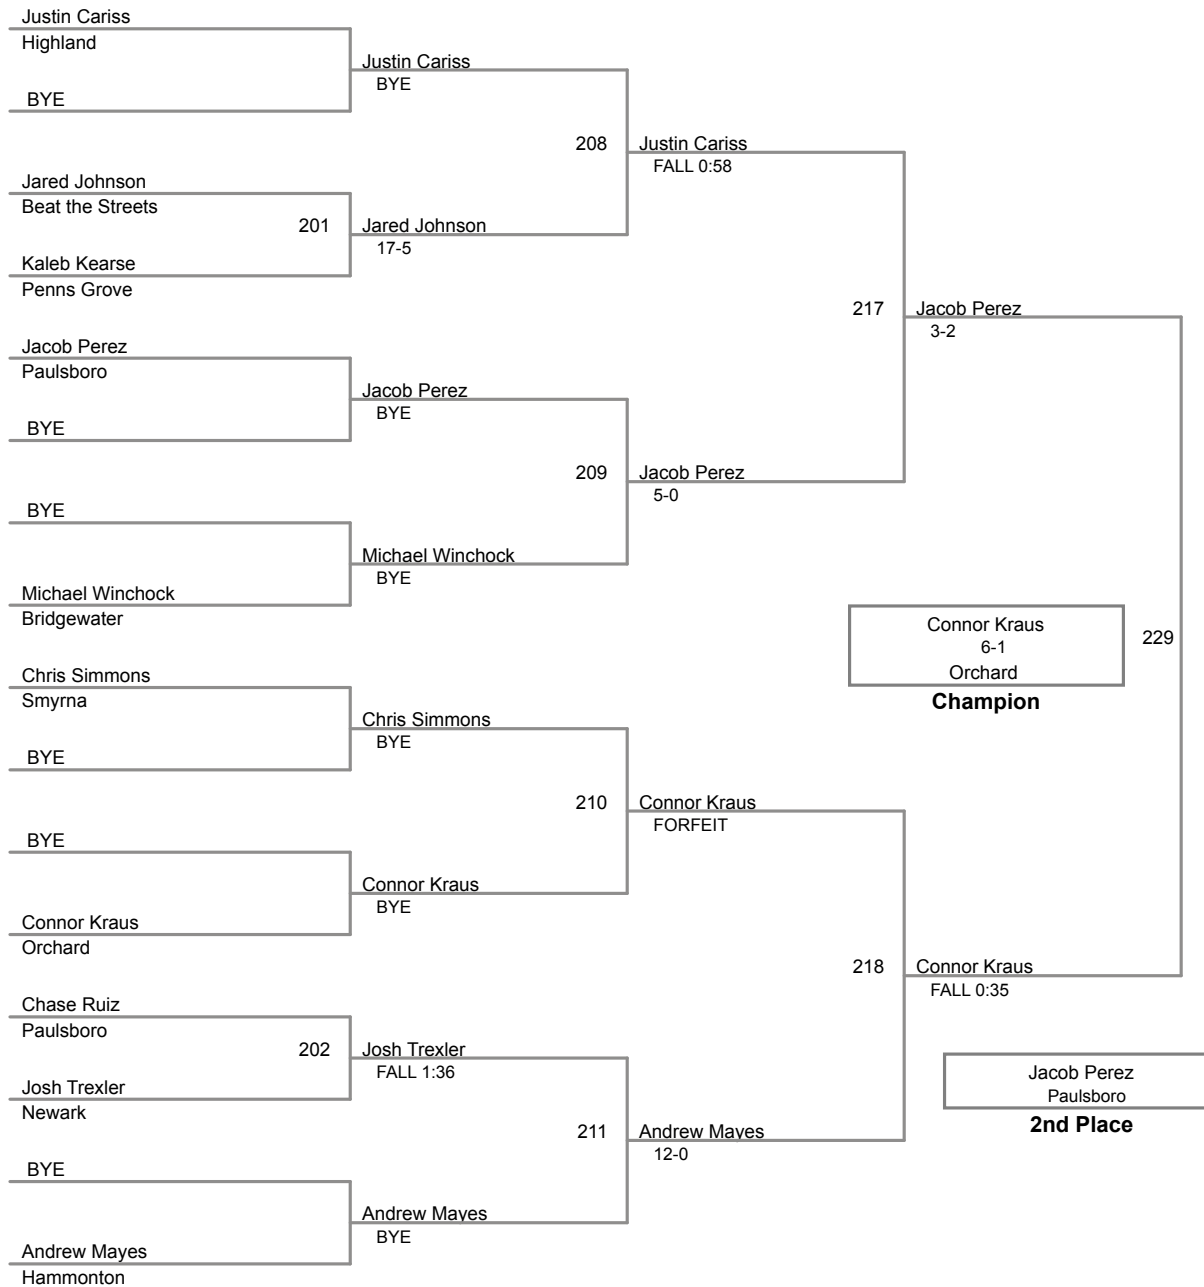 Justin Cariss
Highland
BYE
Jared Johnson
Beat the Streets
Kaleb Kearse
Penns Grove
Jacob Perez
Paulsboro
BYE
BYE
Michael Winchock
Bridgewater
Chris Simmons
Smyrna
BYE
BYE
Connor Kraus
Orchard
Chase Ruiz
Paulsboro
Josh Trexler
Newark
BYE
Andrew Mayes
Hammonton
Justin Cariss
BYE
201
Jared Johnson
17-5
Jacob Perez
BYE
Michael Winchock
BYE
Chris Simmons
BYE
Connor Kraus
BYE
202
Josh Trexler
FALL 1:36
Andrew Mayes
BYE
208
Justin Cariss
FALL 0:58
209
Jacob Perez
5-0
210
Connor Kraus
FORFEIT
211
Andrew Mayes
12-0
217
Jacob Perez
3-2
218
Connor Kraus
FALL 0:35
229
Connor Kraus
6-1
Orchard
Champion
Jacob Perez
Paulsboro
2nd Place